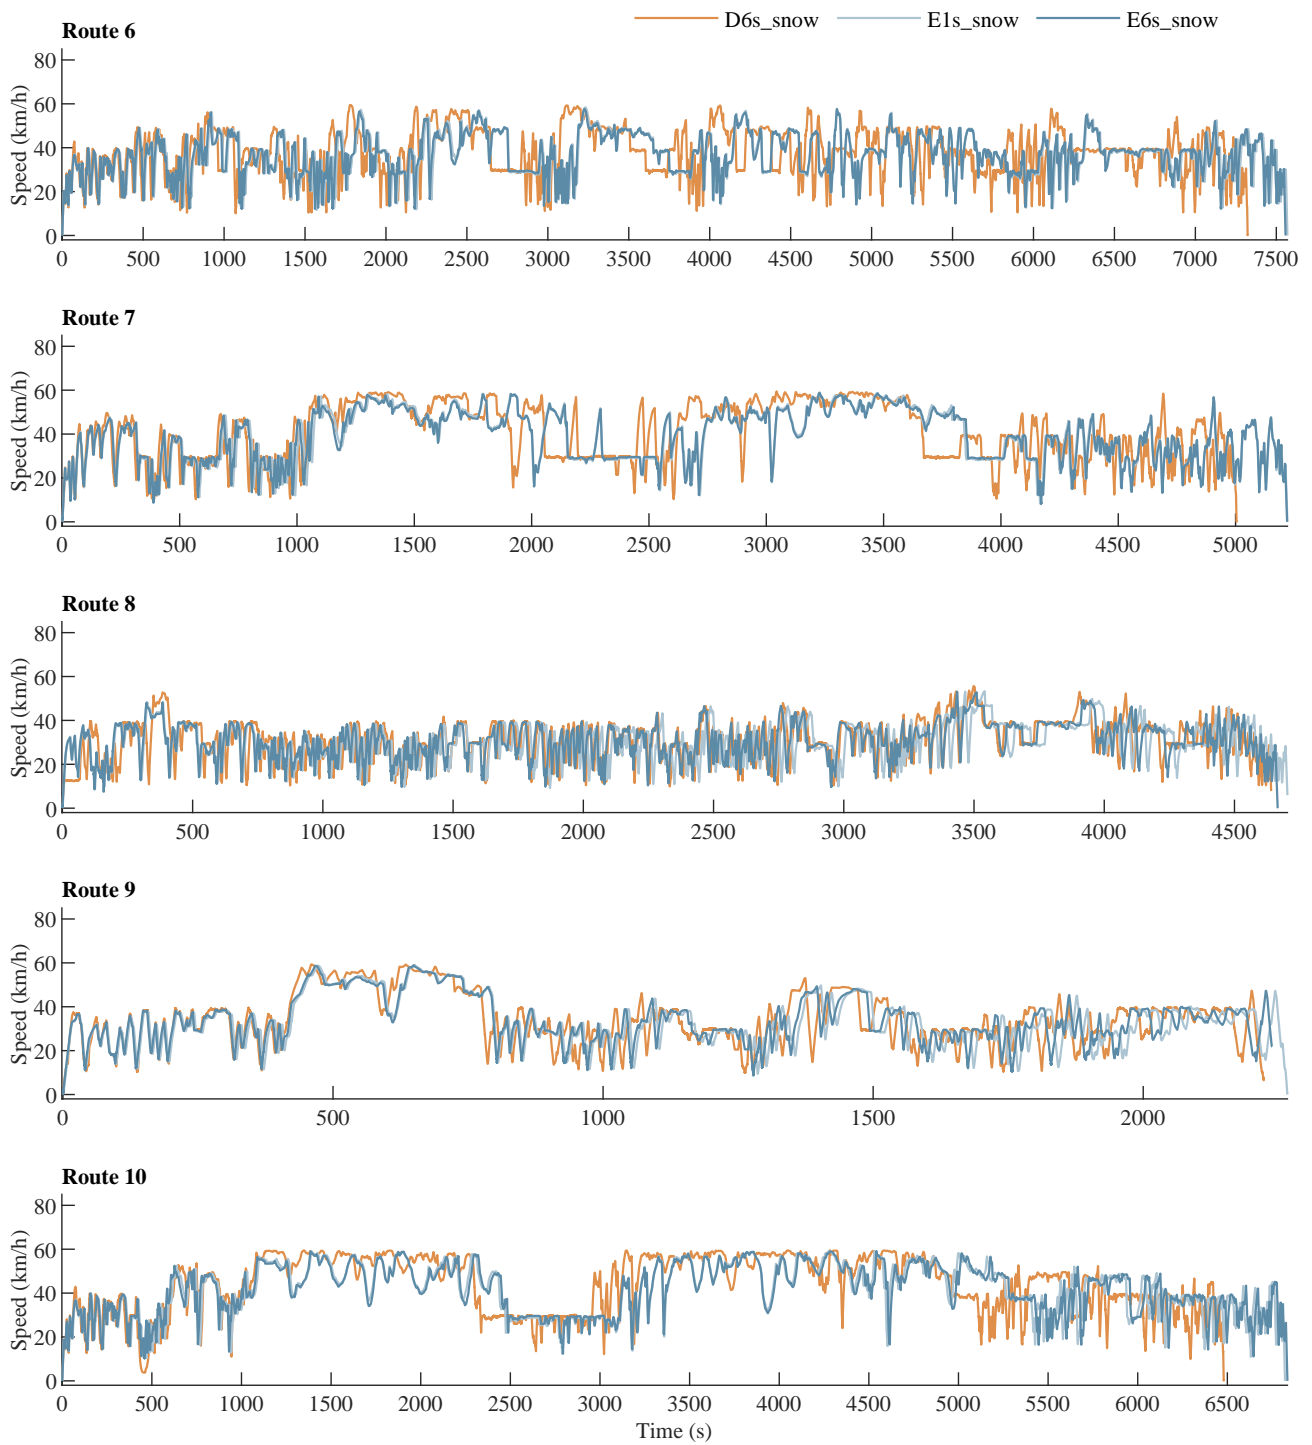 D6s_snow E1s_snow E6s_snow
Route 6
Speed (km/h)
80
60
40
20
0
0 500 1000 1500 2000 2500 3000 3500 4000 4500 5000 5500 6000 6500 7000 7500
Route 7
Speed (km/h)
80
60
40
20
0
0 500 1000 1500 2000 2500 3000 3500 4000 4500 5000
Route 8
Speed (km/h)
80
60
40
20
0
0 500 1000 1500 2000 2500 3000 3500 4000 4500
Route 9
Speed (km/h)
80
60
40
20
0
0 500 1000 1500 2000
Route 10
Speed (km/h)
80
60
40
20
0
0 500 1000 1500 2000 2500 3000 3500 4000 4500 5000 5500 6000 6500
Time (s)